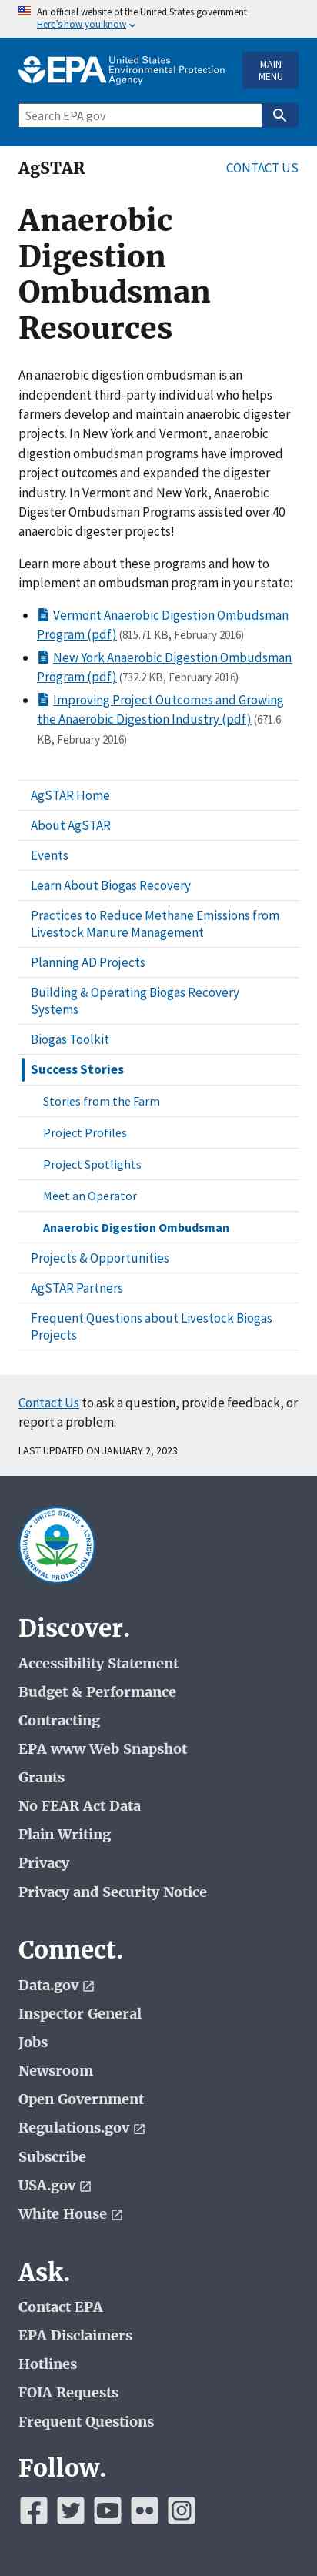 An official website of the United States government
Here's how you know
EPA United States
Environmental Protection
Agency
MAIN
MENU
Search EPA.gov
AgSTAR
CONTACT US
Anaerobic
Digestion
Ombudsman
Resources
An anaerobic digestion ombudsman is an
independent third-party individual who helps
farmers develop and maintain anaerobic digester
projects. In New York and Vermont, anaerobic
digestion ombudsman programs have improved
project outcomes and expanded the digester
industry. In Vermont and New York, Anaerobic
Digester Ombudsman Programs assisted over 40
anaerobic digester projects!
Learn more about these programs and how to
implement an ombudsman program in your state:
Vermont Anaerobic Digestion Ombudsman
Program (pdf) (815.71 KB, February 2016)
New York Anaerobic Digestion Ombudsman
Program (pdf) (732.2 KB, February 2016)
Improving Project Outcomes and Growing
the Anaerobic Digestion Industry (pdf) (671.6
KB, February 2016)
AgSTAR Home
About AgSTAR
Events
Learn About Biogas Recovery
Practices to Reduce Methane Emissions from
Livestock Manure Management
Planning AD Projects
Building & Operating Biogas Recovery
Systems
Biogas Toolkit
Success Stories
Stories from the Farm
Project Profiles
Project Spotlights
Meet an Operator
Anaerobic Digestion Ombudsman
Projects & Opportunities
AgSTAR Partners
Frequent Questions about Livestock Biogas
Projects
Contact Us to ask a question, provide feedback, or
report a problem.
LAST UPDATED ON JANUARY 2, 2023
UNITED STATES
ENVIRONMENTAL PROTECTION AGENCY
Discover.
Accessibility Statement
Budget & Performance
Contracting
EPA www Web Snapshot
Grants
No FEAR Act Data
Plain Writing
Privacy
Privacy and Security Notice
Connect.
Data.gov
Inspector General
Jobs
Newsroom
Open Government
Regulations.gov
Subscribe
USA.gov
White House
Ask.
Contact EPA
EPA Disclaimers
Hotlines
FOIA Requests
Frequent Questions
Follow.